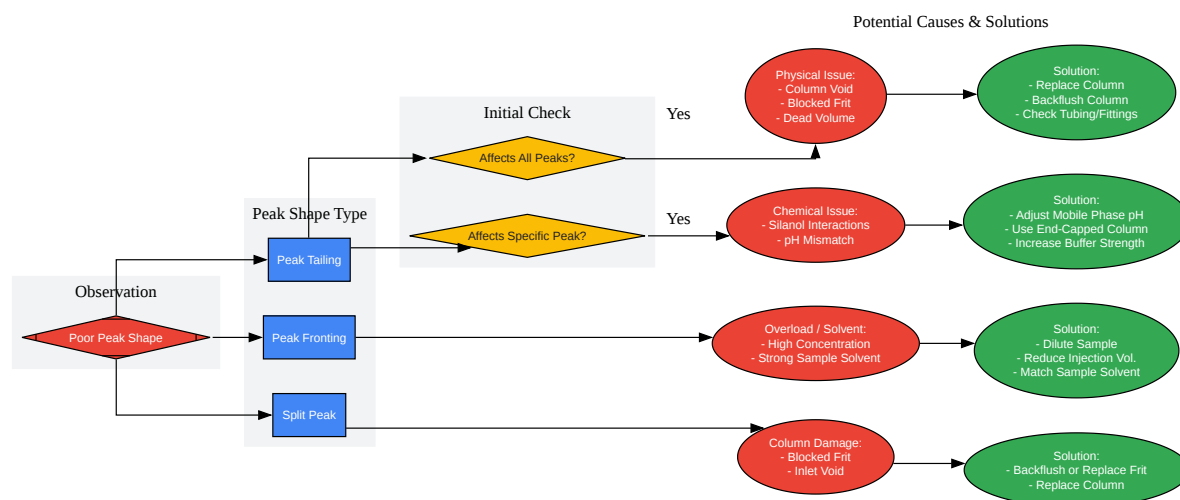 Potential Causes & Solutions
Physical Issue:
- Column Void
- Blocked Frit
- Dead Volume
Solution:
- Replace Column
- Backflush Column
- Check Tubing/Fittings
Initial Check
Yes
Affects All Peaks?
Peak Shape Type
Affects Specific Peak?
Yes
Chemical Issue:
- Silanol Interactions
- pH Mismatch
Solution:
- Adjust Mobile Phase pH
- Use End-Capped Column
- Increase Buffer Strength
Peak Tailing
Observation
Poor Peak Shape
Peak Fronting
Overload / Solvent:
- High Concentration
- Strong Sample Solvent
Solution:
- Dilute Sample
- Reduce Injection Vol.
- Match Sample Solvent
Split Peak
Column Damage:
- Blocked Frit
- Inlet Void
Solution:
- Backflush or Replace Frit
- Replace Column